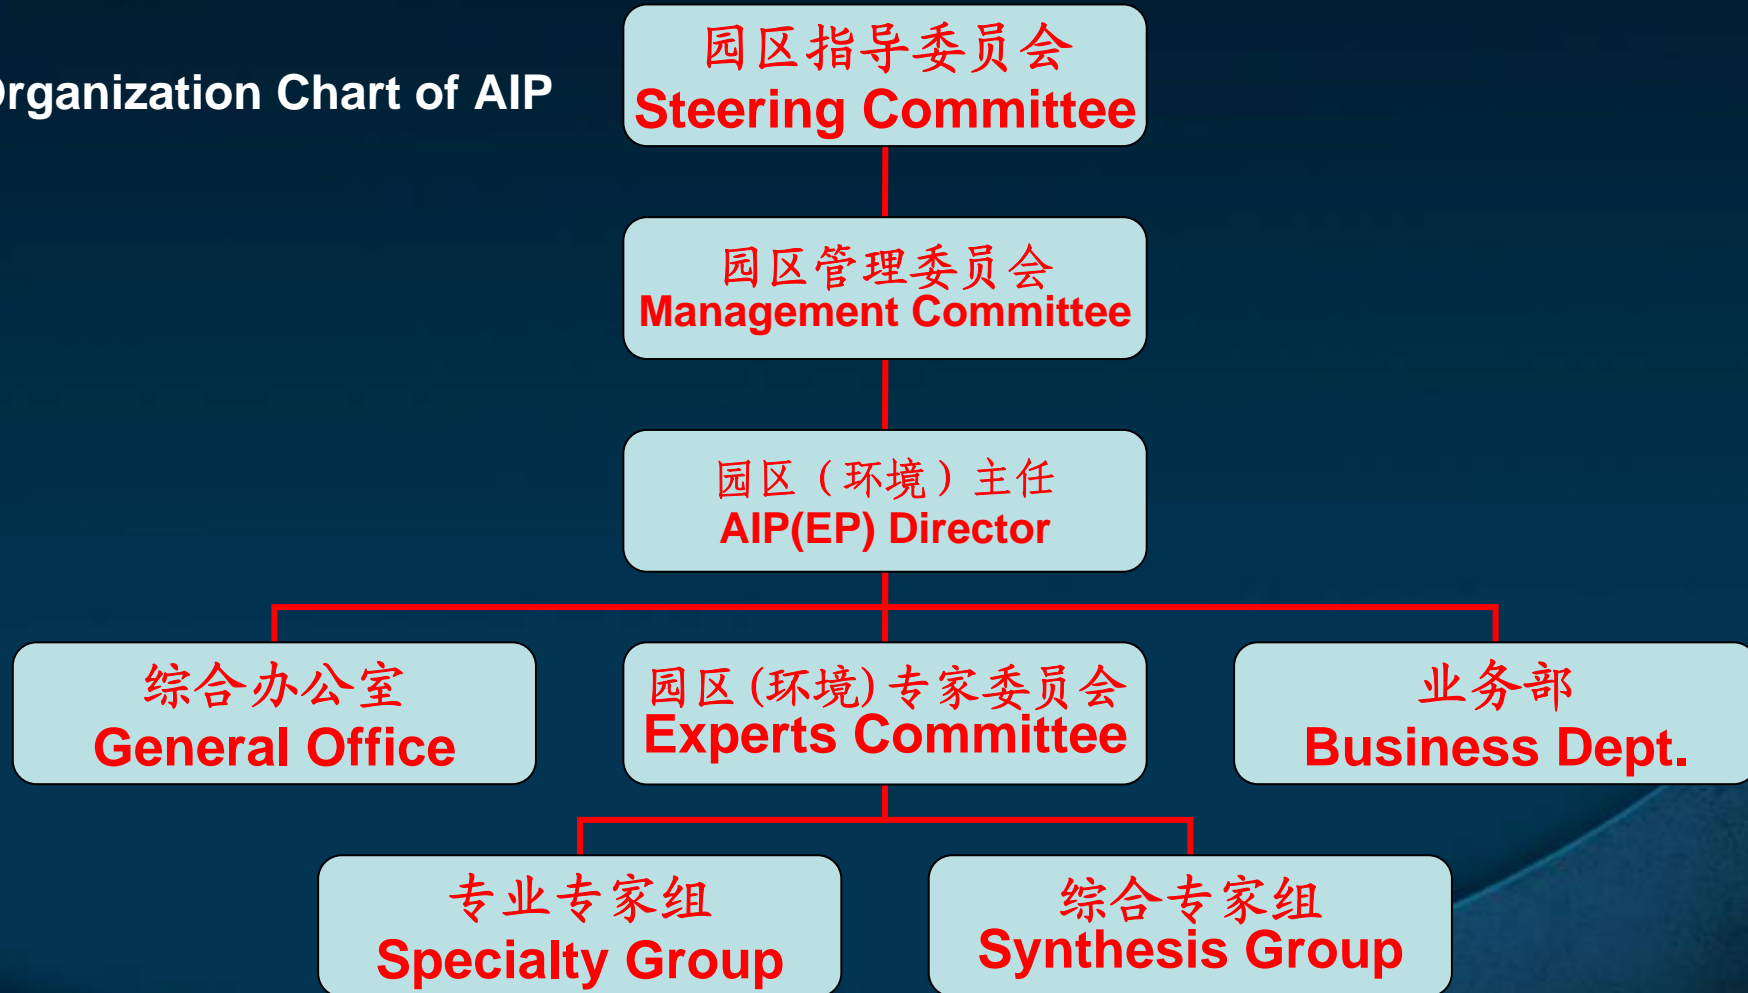 Organization Chart of AIP
园区指导委员会
Steering Committee
园区管理委员会
Management Committee
园区（环境）主任
AIP(EP) Director
综合办公室
General Office
园区(环境)专家委员会
Experts Committee
业务部
Business Dept.
专业专家组
Specialty Group
综合专家组
Synthesis Group